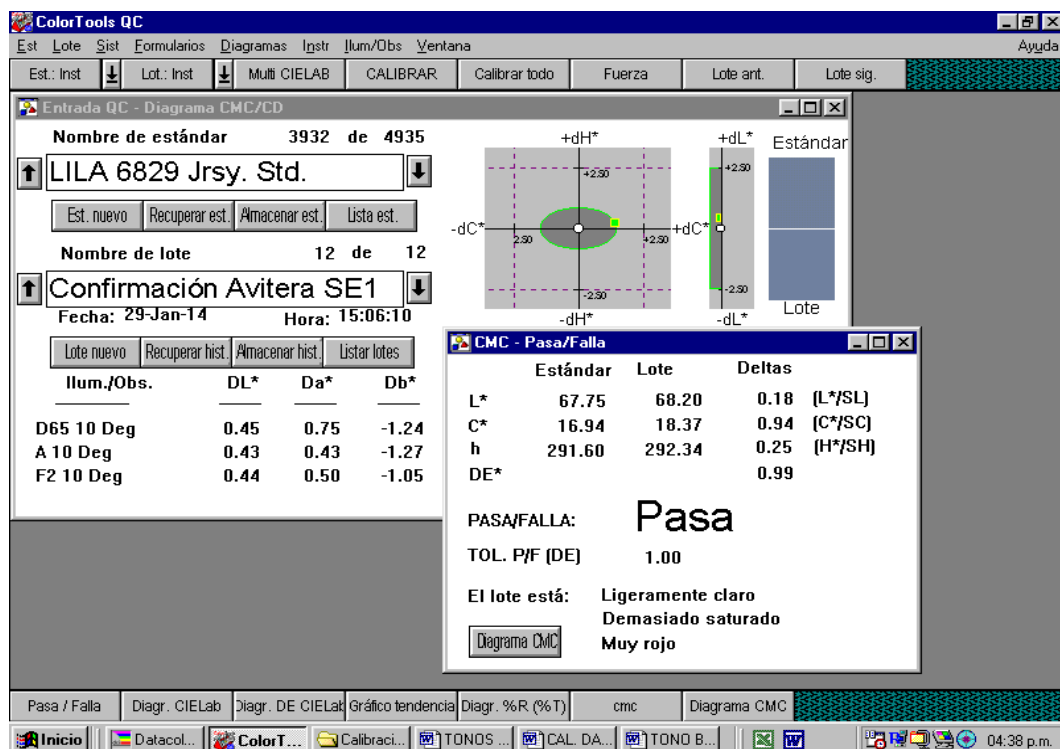 ColorTools QC
Est Lote Sist Formularios Diagramas Instr Ilum/Obs Ventana Ayuda
Est.: Inst Lot.: Inst Multi CIELAB CALIBRAR Calibrar todo Fuerza Lote ant. Lote sig.
Entrada QC - Diagrama CMC/CD
Nombre de estándar 3932 de 4935
LILA 6829 Jrsy. Std.
Est. nuevo Recuperar est. Almacenar est. Lista est.
Nombre de lote 12 de 12
Confirmación Avitera SE1
Fecha: 29-Jan-14 Hora: 15:06:10
Lote nuevo Recuperar hist. Almacenar hist. Listar lotes
Ilum./Obs. DL* Da* Db*
D65 10 Deg 0.45 0.75 -1.24
A 10 Deg 0.43 0.43 -1.27
F2 10 Deg 0.44 0.50 -1.05
+dH*
+2.50
-dC* 2.50 +2.50 +dC*
-2.50
-dH*
+dL*
+2.50
-2.50
-dL*
Estándar
Lote
CMC - Pasa/Falla
Estándar Lote Deltas
L* 67.75 68.20 0.18 (L*/SL)
C* 16.94 18.37 0.94 (C*/SC)
h 291.60 292.34 0.25 (H*/SH)
DE* 0.99
PASA/FALLA: Pasa
TOL. P/F (DE) 1.00
El lote está: Ligeramente claro
Demasiado saturado
Diagrama CMC Muy rojo
Pasa / Falla Diagr. CIELab Diagr. DE CIELab Gráfico tendencia Diagr. %R (%T) cmc Diagrama CMC
Inicio Datacol... ColorT... Calibraci... TONOS ... CAL. DA... TONO B... 04:38 p.m.